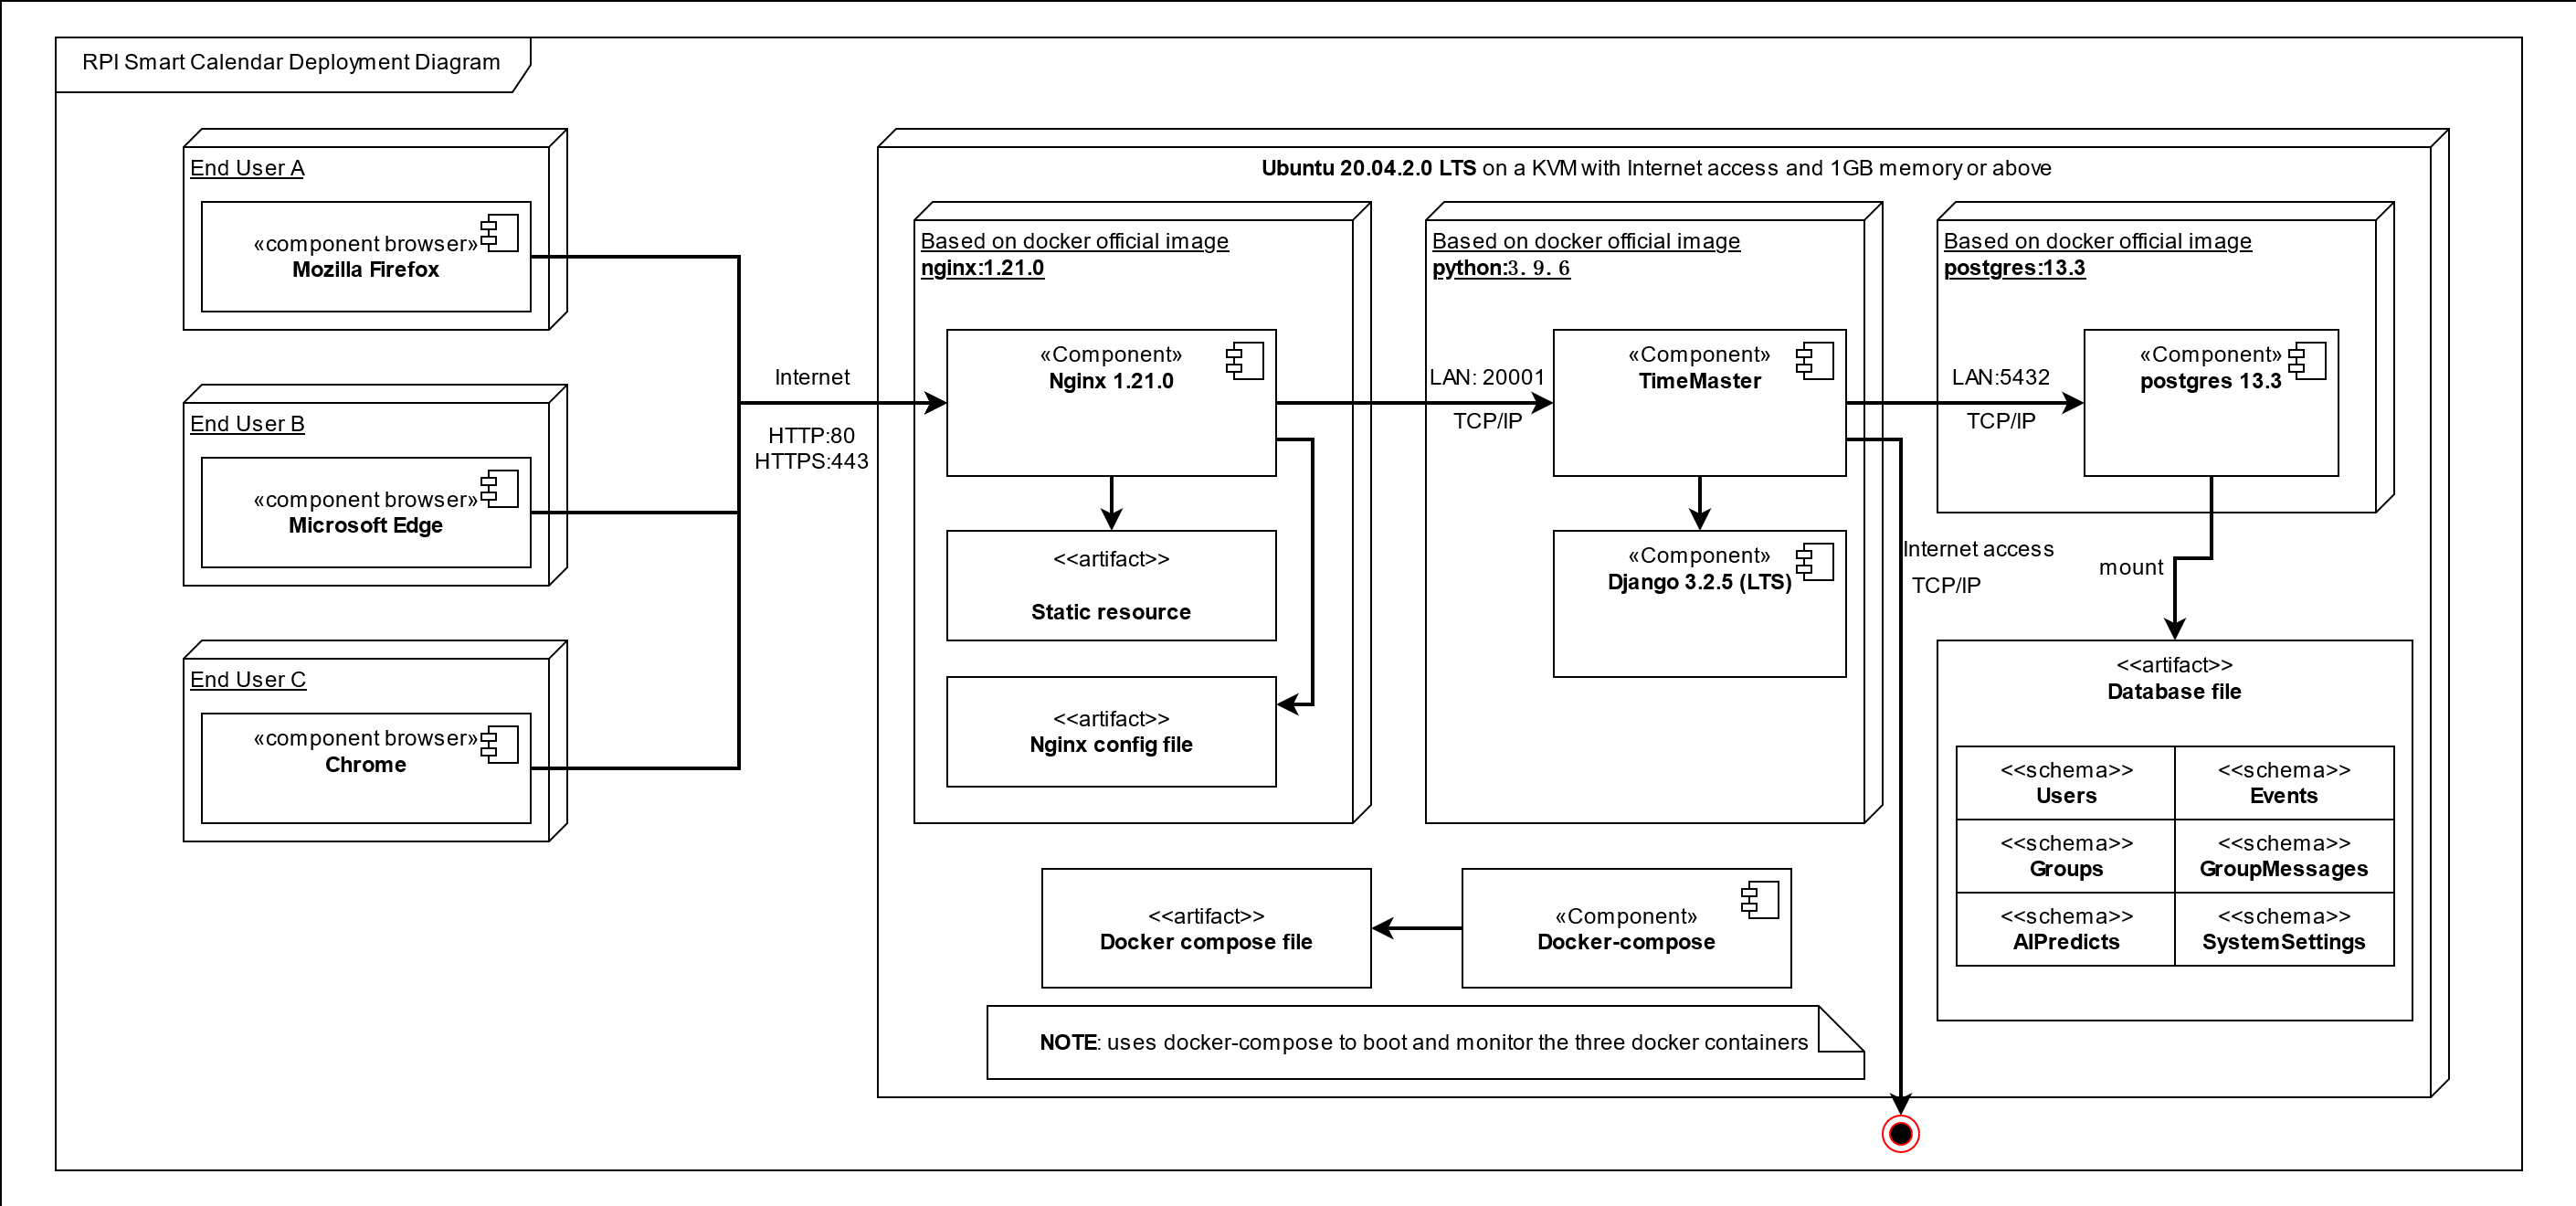 RPI Smart Calendar Deployment Diagram
End User A
«component browser»
Mozilla Firefox
End User B
«component browser»
Microsoft Edge
End User C
«component browser»
Chrome
Internet
HTTP:80
HTTPS:443
Ubuntu 20.04.2.0 LTS on a KVM with Internet access and 1GB memory or above
Based on docker official image
nginx:1.21.0
«Component»
Nginx 1.21.0
<<artifact>>
Static resource
<<artifact>>
Nginx config file
LAN: 20001
TCP/IP
Based on docker official image
python:3.9.6
«Component»
TimeMaster
«Component»
Django 3.2.5 (LTS)
LAN:5432
TCP/IP
Internet access
TCP/IP
Based on docker official image
postgres:13.3
«Component»
postgres 13.3
mount
<<artifact>>
Database file
<<schema>>
Users
<<schema>>
Events
<<schema>>
Groups
<<schema>>
GroupMessages
<<schema>>
AIPredicts
<<schema>>
SystemSettings
<<artifact>>
Docker compose file
«Component»
Docker-compose
NOTE: uses docker-compose to boot and monitor the three docker containers